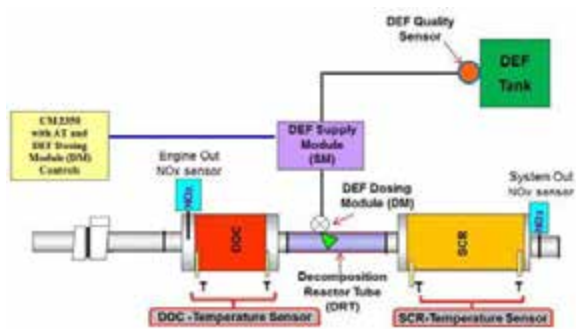 DEF Quality
Sensor
DEF
Tank
CM2350
with AT and
DEF Dosing
Module (DM)
Controls
DEF Supply
Module
(SM)
Engine Out
NOx sensor
NOx
DEF Dosing
Module (DM)
System Out
NOx sensor
NOx
DOC
SCR
T
T
T
T
Decomposition
Reactor Tube
(DRT)
DOC -Temperature Sensor
SCR-Temperature Sensor